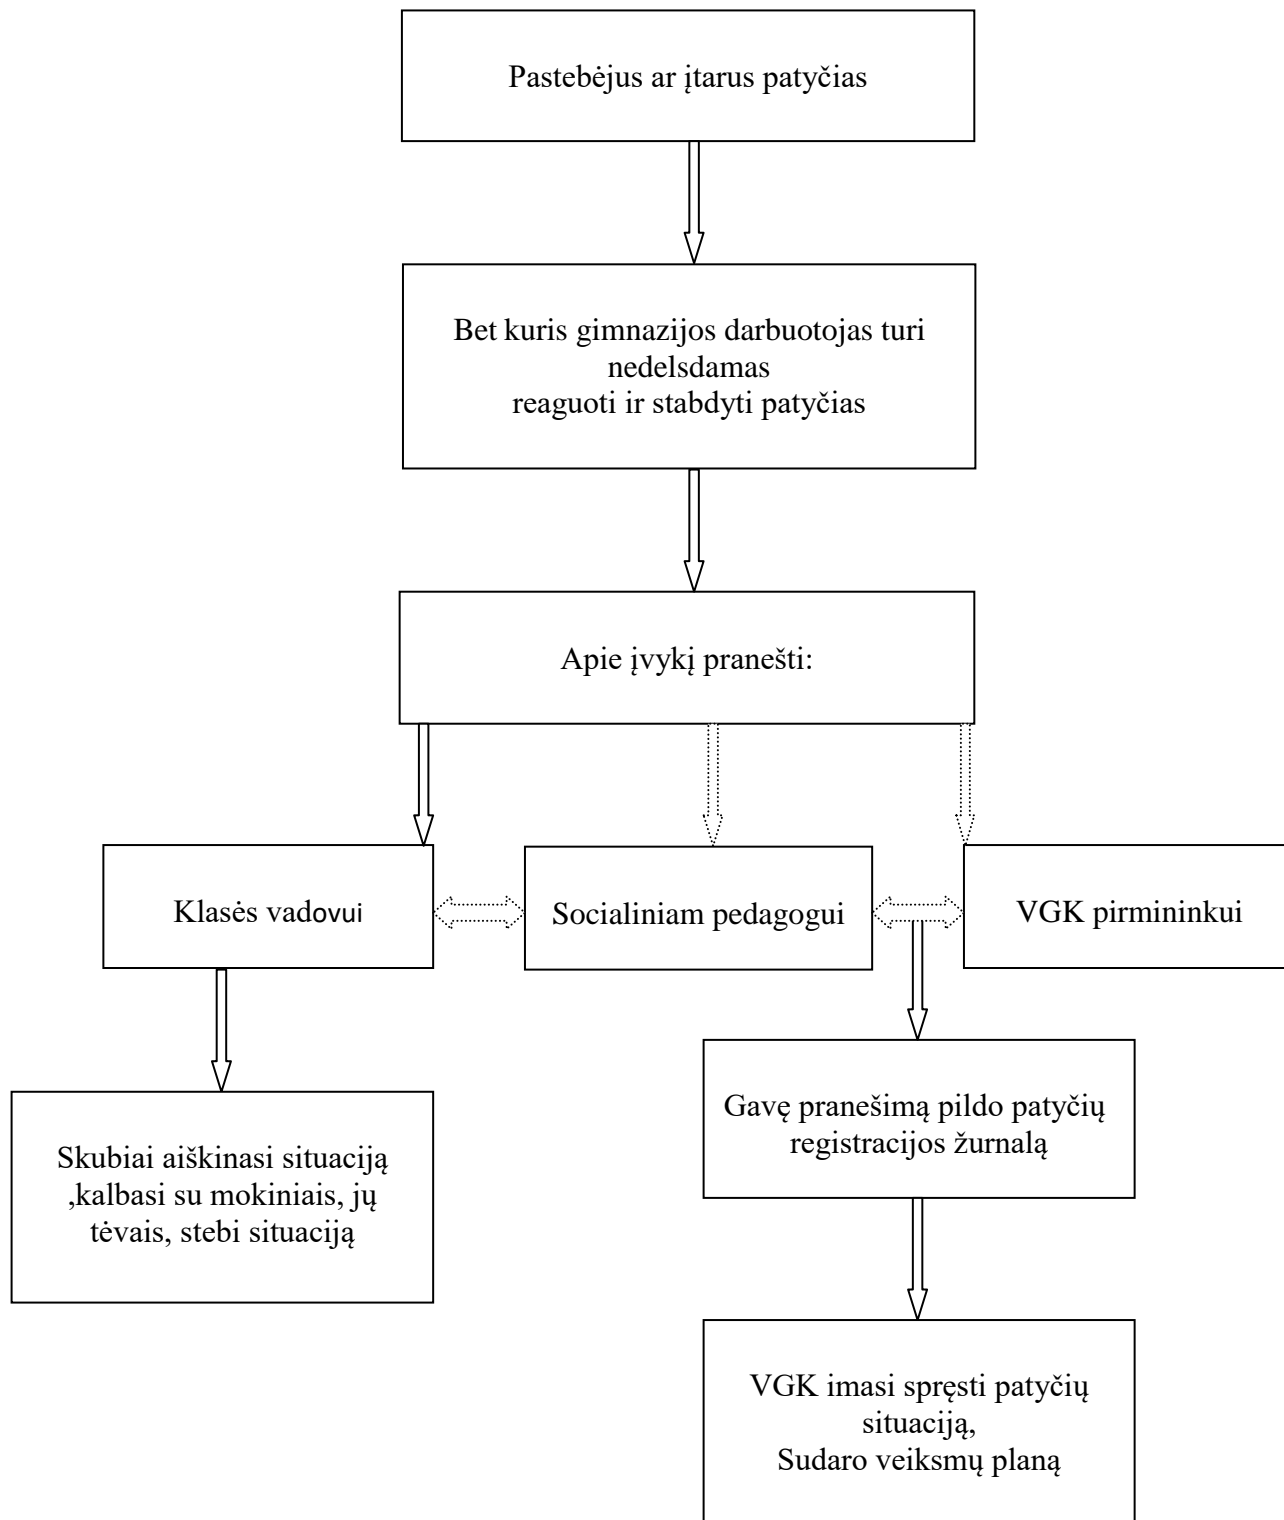 Pastebėjus ar įtarus patyčias
Bet kuris gimnazijos darbuotojas turi
nedelsdamas
reaguoti ir stabdyti patyčias
Apie įvykį pranešti:
Klasės vadovui
Socialiniam pedagogui
VGK pirmininkui
Skubiai aiškinasi situaciją
,kalbasi su mokiniais, jų
tėvais, stebi situaciją
Gavę pranešimą pildo patyčių
registracijos žurnalą
VGK imasi spręsti patyčių
situaciją,
Sudaro veiksmų planą